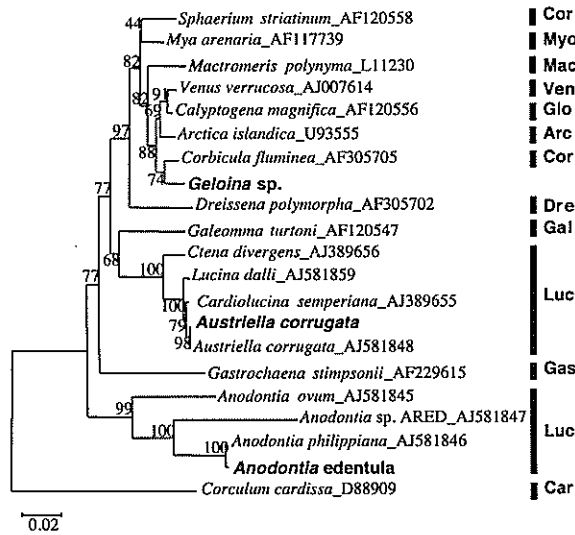 44 Sphaerium striatinum_AF120558 Cor
Mya arenaria_AF117739 Myo
82 Mactromeris polynyma_L11230 Mac
91 Venus verrucosa_AJ007614 Ven
82 69 Calyptogena magnifica_AF120556 Glo
97 Arctica islandica_U93555 Arc
88 Corbicula fluminea_AF305705 Cor
74 Geloina sp.
77 Dreissena polymorpha_AF305702 Dre
Galeomma turtoni_AF120547 Gal
68 Ctena divergens_AJ389656
77 100 Lucina dalli_AJ581859
100 Cardiolucina semperiana_AJ389655 Luc
79 Austriella corrugata
98 Austriella corrugata_AJ581848
Gastrochaena stimpsonii_AF229615 Gas
99 Anodontia ovum_AJ581845
Anodontia sp. ARED_AJ581847
100 Anodontia philippiana_AJ581846 Luc
100 Anodontia edentula
Corculum cardissa_D88909 Car
0.02